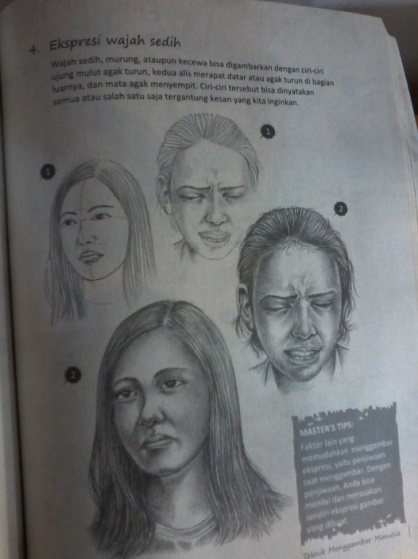 4. Ekspresi wajah sedih
Wajah sedih, murung, ataupun kecewa bisa digambarkan dengan ciri-ciri
ujung mulut agak turun, kedua alis merapat datar atau agak turun di bagian
luarnya, dan mata agak menyempit. Ciri-ciri tersebut bisa dinyatakan
semua atau salah satu saja tergantung kesan yang kita inginkan.
1
1
2
2
MASTER'S TIPS:
Faktor lain yang
memudahkan menggambar
ekspresi, yaitu penjiwaan
saat menggambar. Dengan
penjiwaan, Anda bisa
menilai dan merasakan
sendiri ekspresi gambar
yang dibuat.
Teknik Menggambar Manusia